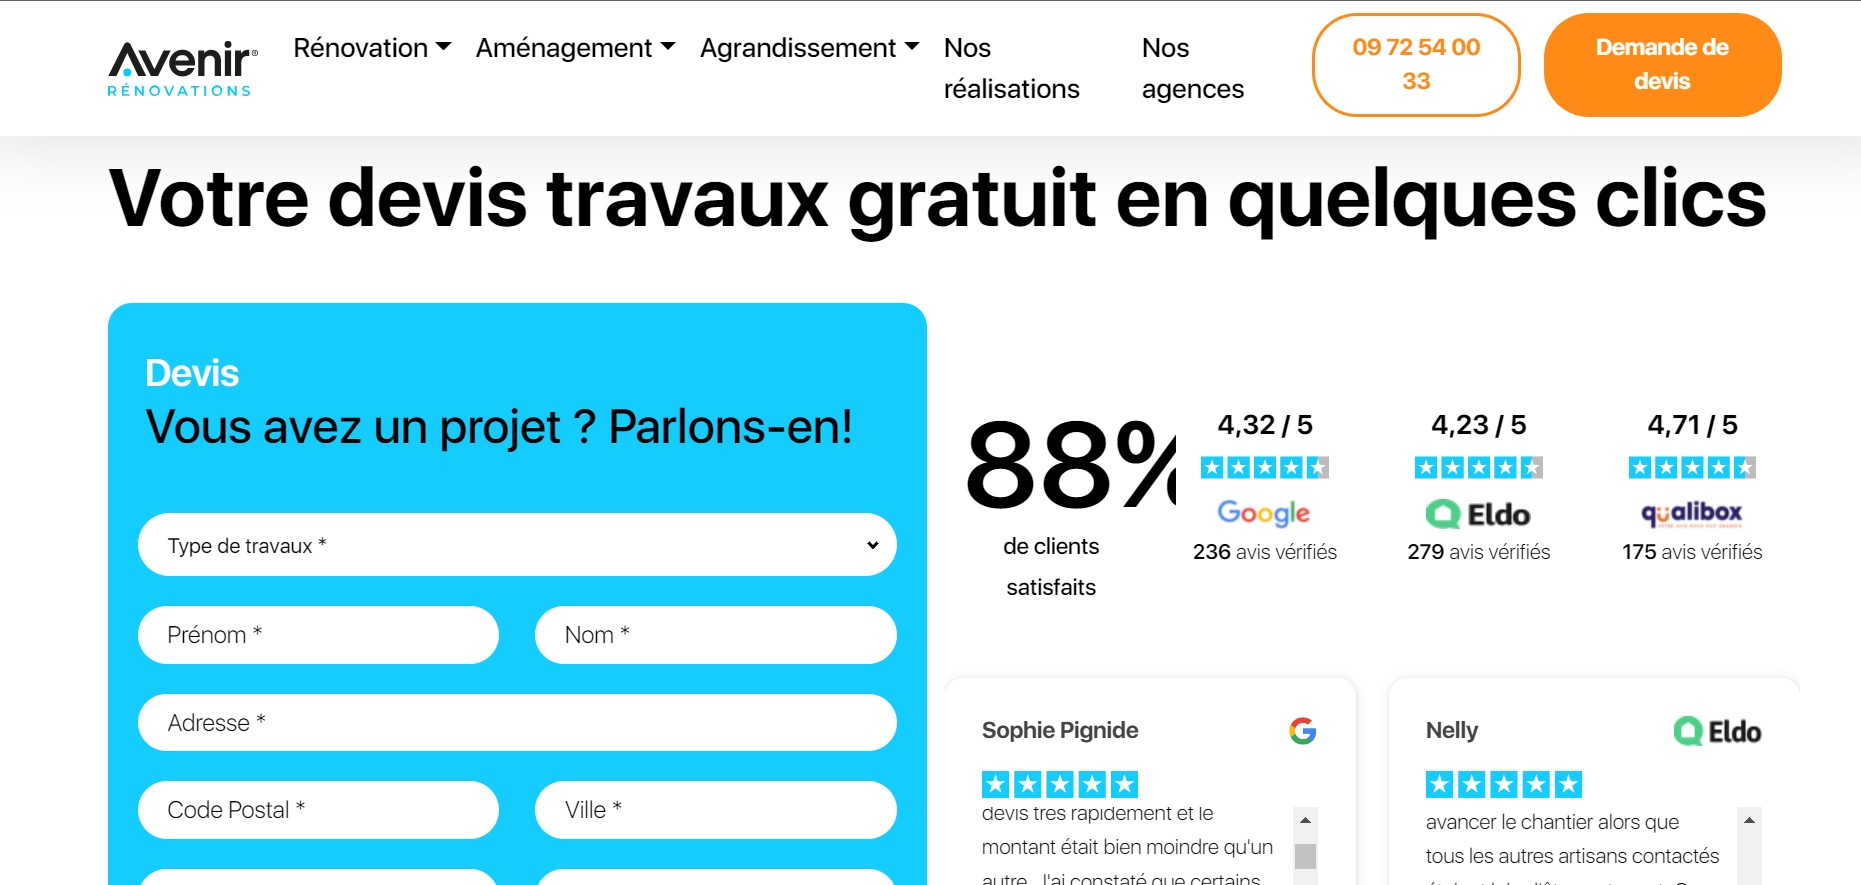 Avenir®
RÉNOVATIONS
Rénovation
Aménagement
Agrandissement
Nos
réalisations
Nos
agences
09 72 54 00
33
Demande de
devis
Votre devis travaux gratuit en quelques clics
Devis
Vous avez un projet ? Parlons-en!
Type de travaux *
Prénom *
Nom *
Adresse *
Code Postal *
Ville *
88%
de clients
satisfaits
4,32 / 5
Google
236 avis vérifiés
4,23 / 5
Eldo
279 avis vérifiés
4,71 / 5
qualibox
175 avis vérifiés
Sophie Pignide
devis très rapidement et le
montant était bien moindre qu'un
autre. J'ai constaté que certains
Nelly
Eldo
avancer le chantier alors que
tous les autres artisans contactés